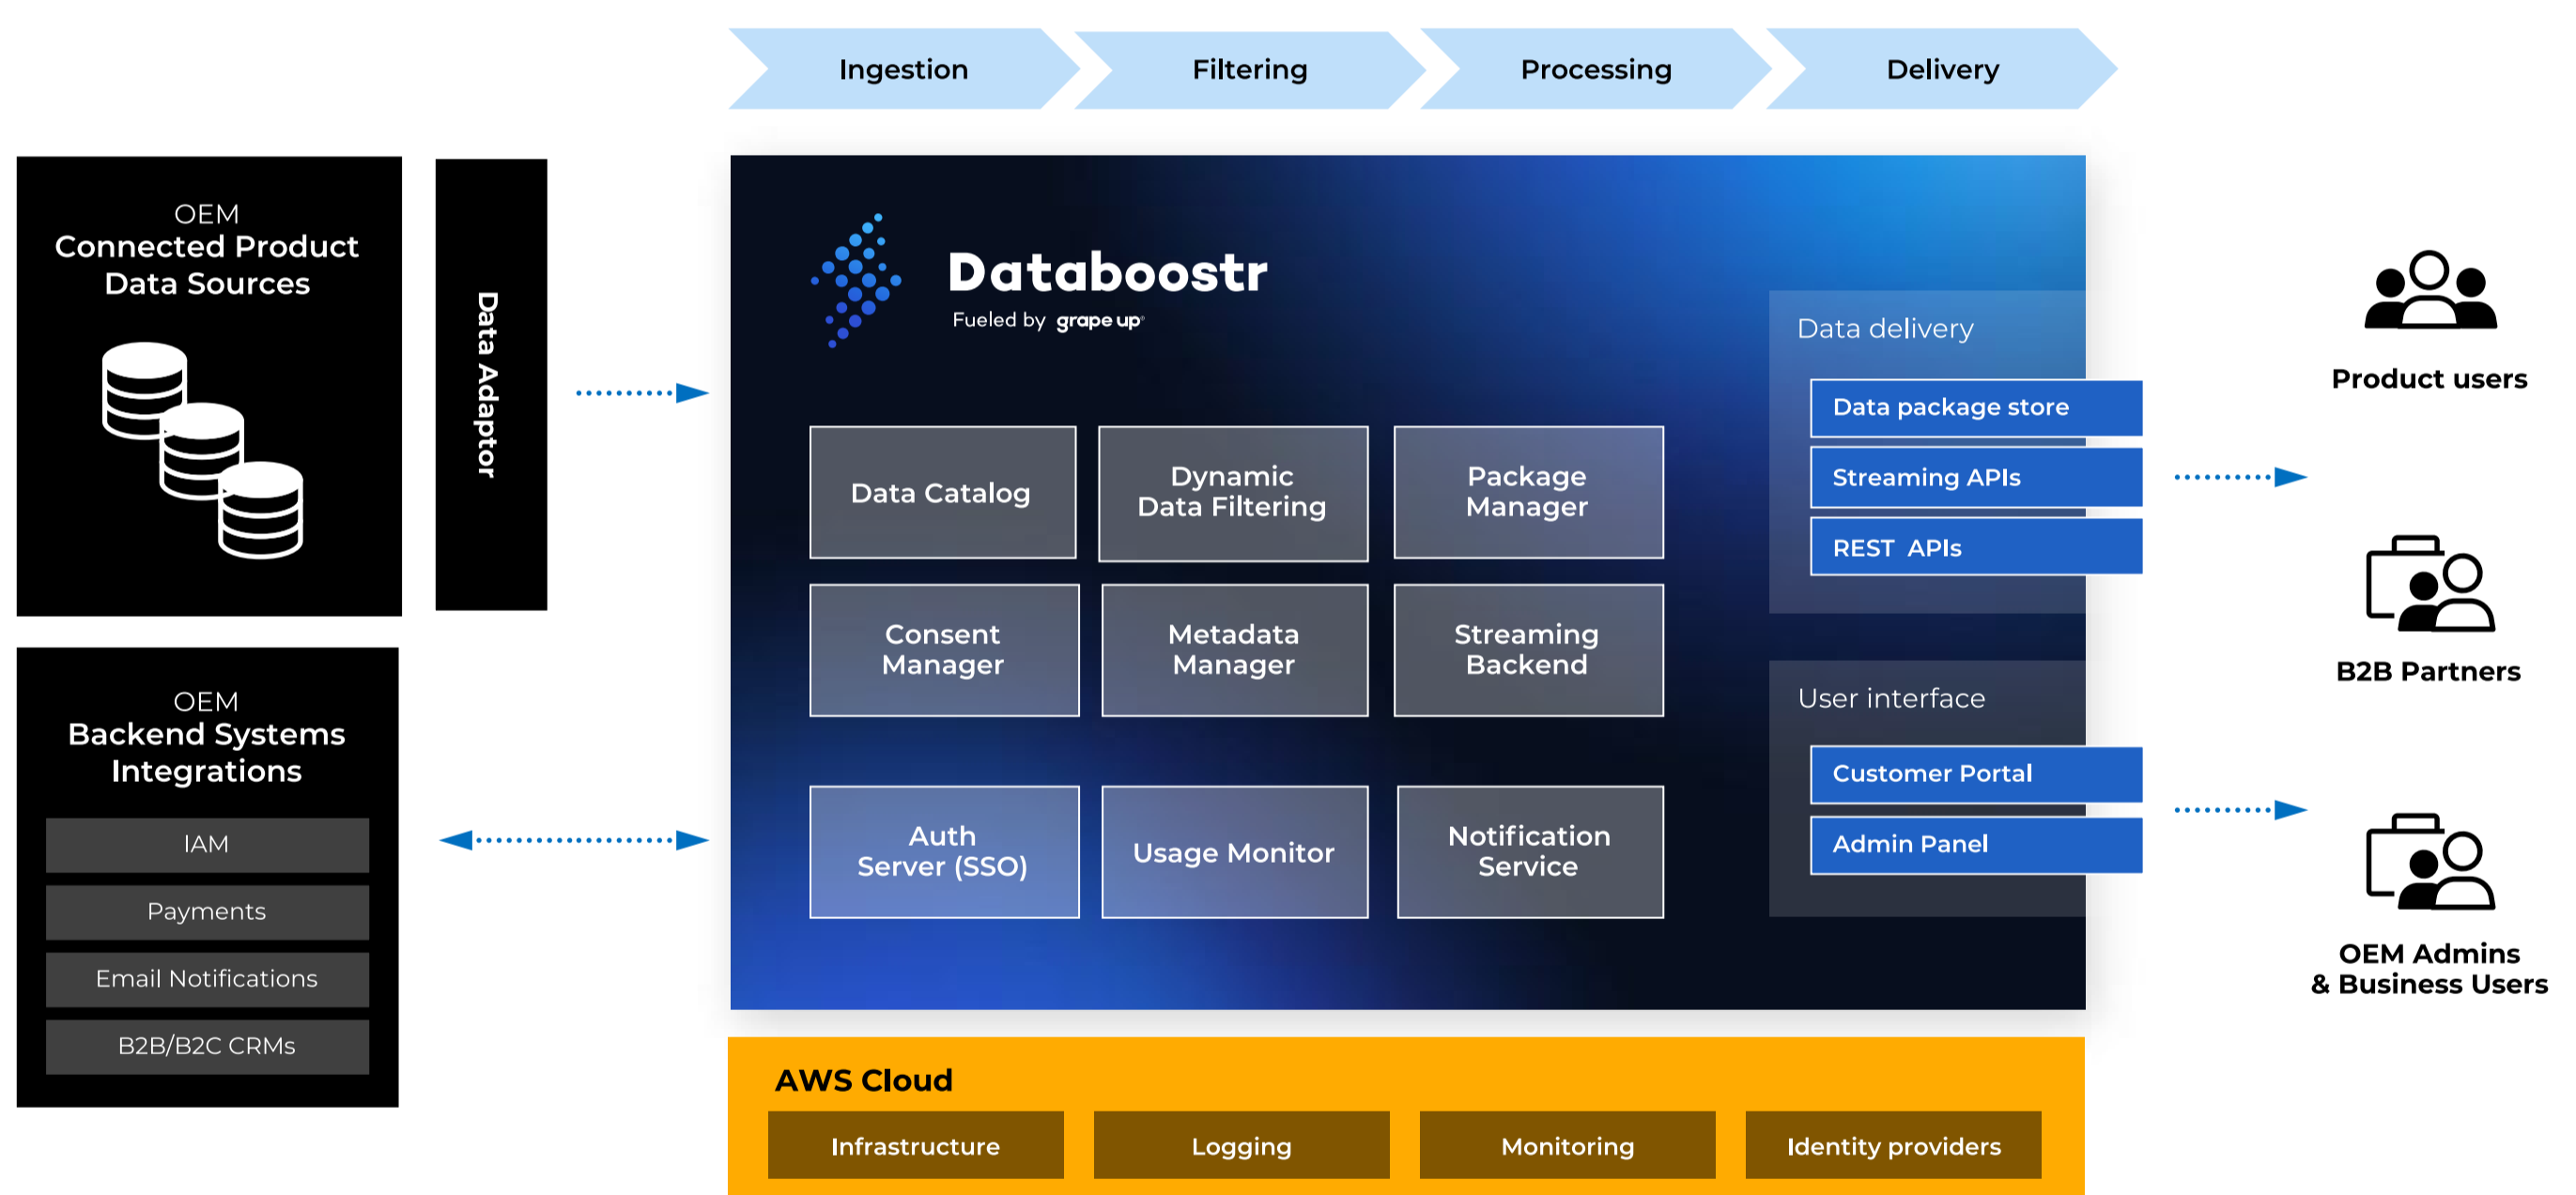 Ingestion
Filtering
Processing
Delivery
OEM
Connected Product
Data Sources
Data Adaptor
OEM
Backend Systems
Integrations
IAM
Payments
Email Notifications
B2B/B2C CRMs
Databoostr
Fueled by grape up
Data Catalog
Dynamic
Data Filtering
Package
Manager
Consent
Manager
Metadata
Manager
Streaming
Backend
Auth
Server (SSO)
Usage Monitor
Notification
Service
Data delivery
Data package store
Streaming APIs
REST APIs
User interface
Customer Portal
Admin Panel
Product users
B2B Partners
OEM Admins
& Business Users
AWS Cloud
Infrastructure
Logging
Monitoring
Identity providers